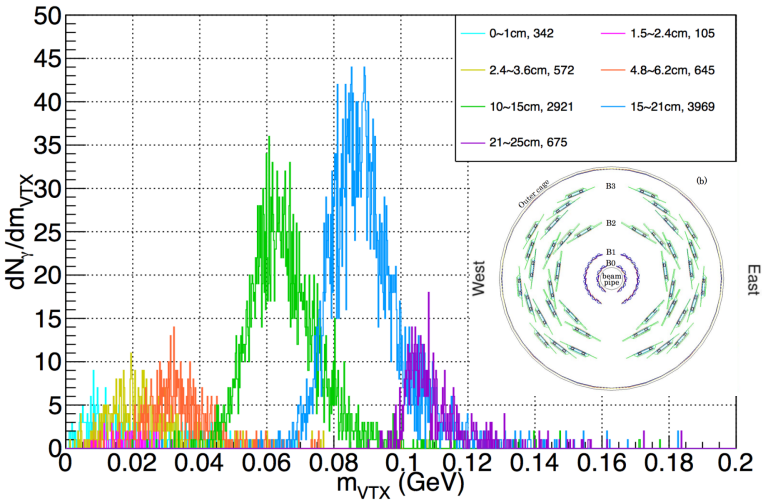 50
45
40
35
30
25
20
15
10
5
0
dNγ/dmVTX
0~1cm, 342
1.5~2.4cm, 105
2.4~3.6cm, 572
4.8~6.2cm, 645
10~15cm, 2921
15~21cm, 3969
21~25cm, 675
(b)
Outer cage
B3
B2
B1
B0
beam
pipe
West
East
0 0.02 0.04 0.06 0.08 0.1 0.12 0.14 0.16 0.18 0.2
mVTX (GeV)